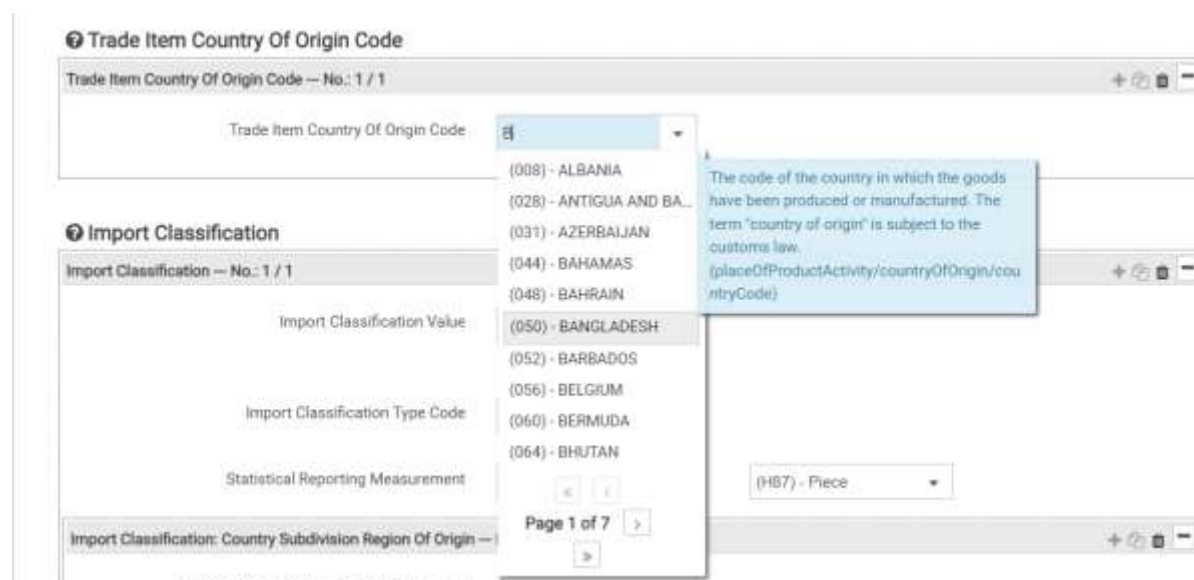 Trade Item Country Of Origin Code
Trade Item Country Of Origin Code — No.: 1 / 1
Trade Item Country Of Origin Code
B
(008) - ALBANIA
(028) - ANTIGUA AND BA...
(031) - AZERBAIJAN
(044) - BAHAMAS
(048) - BAHRAIN
(050) - BANGLADESH
(052) - BARBADOS
(056) - BELGIUM
(060) - BERMUDA
(064) - BHUTAN
Page 1 of 7
The code of the country in which the goods
have been produced or manufactured. The
term "country of origin" is subject to the
customs law.
(placeOfProductActivity/countryOfOrigin/cou
ntryCode)
Import Classification
Import Classification — No.: 1 / 1
Import Classification Value
Import Classification Type Code
Statistical Reporting Measurement
(H87) - Piece
Import Classification: Country Subdivision Region Of Origin —